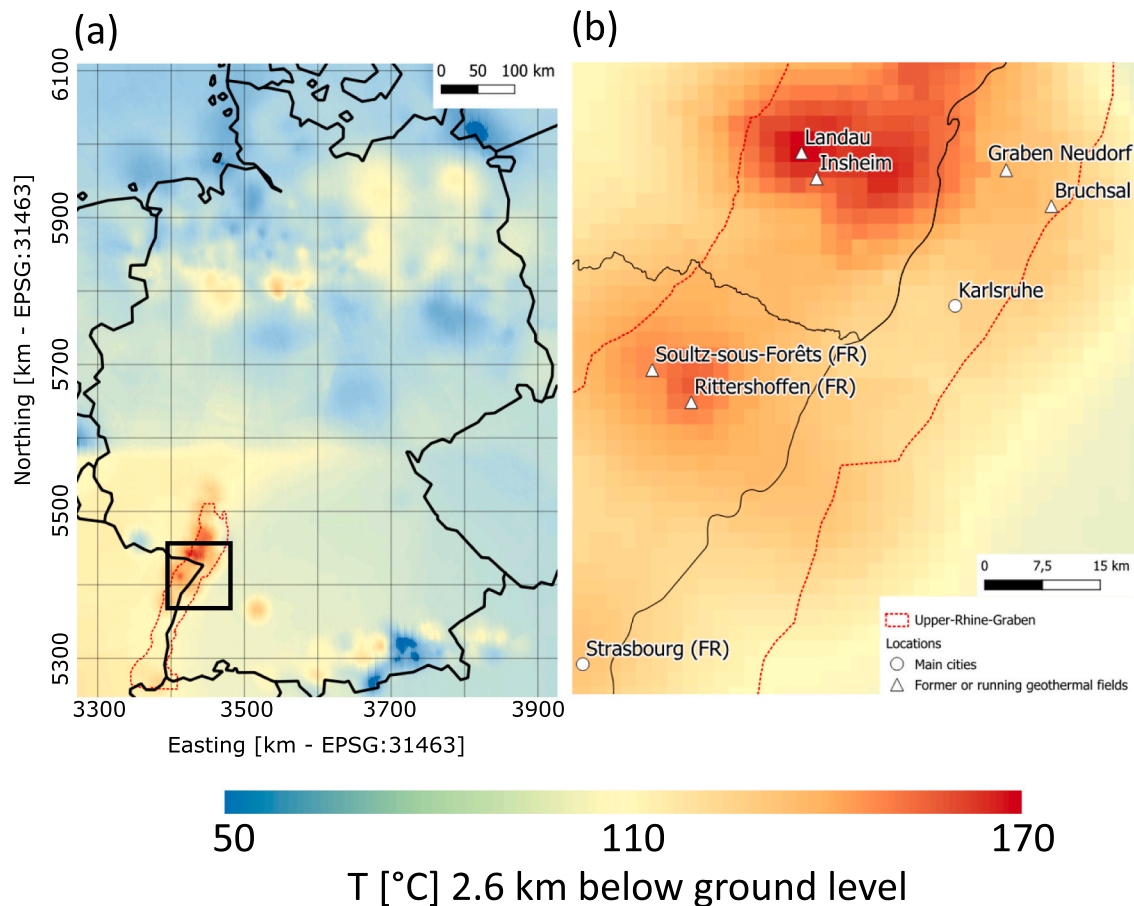 (a)
(b)
0 50 100 km
6100
5900
5700
5500
5300
Northing [km - EPSG:31463]
3300 3500 3700 3900
Easting [km - EPSG:31463]
Landau
Insheim
Graben Neudorf
Bruchsal
Karlsruhe
Soultz-sous-Forêts (FR)
Rittershoffen (FR)
Strasbourg (FR)
0 7,5 15 km
Upper-Rhine-Graben
Locations
Main cities
Former or running geothermal fields
50 110 170
T [°C] 2.6 km below ground level